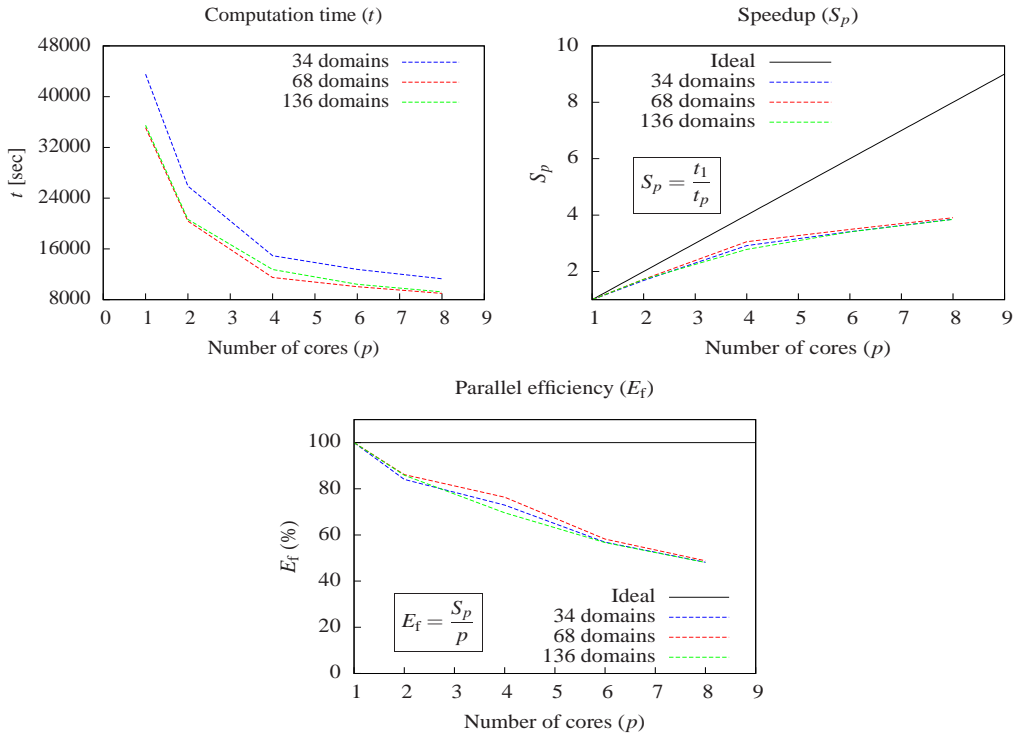 Computation time (t)
48000
40000
32000
24000
16000
8000
t [sec]
34 domains
68 domains
136 domains
0 1 2 3 4 5 6 7 8 9
Number of cores (p)
Speedup (Sp)
10
8
6
4
2
Sp
Ideal
34 domains
68 domains
136 domains
Sp = t1 / tp
1 2 3 4 5 6 7 8 9
Number of cores (p)
Parallel efficiency (Ef)
100
80
60
40
20
0
Ef (%)
Ef = Sp / p
Ideal
34 domains
68 domains
136 domains
1 2 3 4 5 6 7 8 9
Number of cores (p)